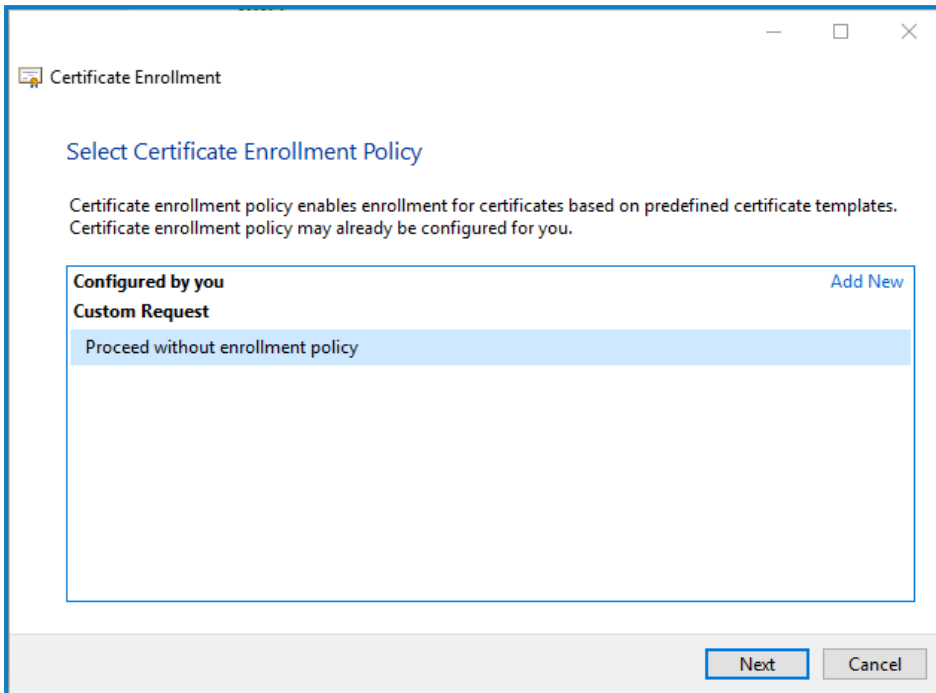 Certificate Enrollment
Select Certificate Enrollment Policy
Certificate enrollment policy enables enrollment for certificates based on predefined certificate templates.
Certificate enrollment policy may already be configured for you.
Configured by you Add New
Custom Request
Proceed without enrollment policy
Next Cancel